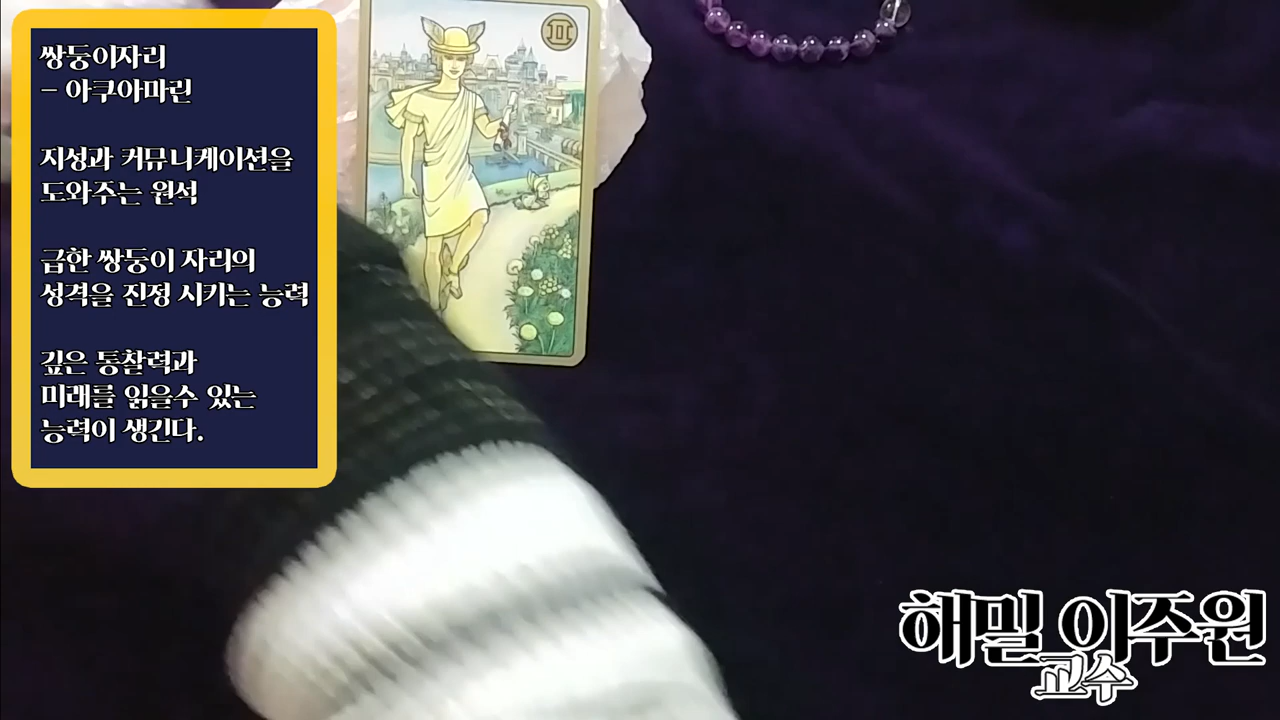 쌍둥이자리
- 아쿠아마린
지성과 커뮤니케이션을
도와주는 원석
급한 쌍둥이 자리의
성격을 진정 시키는 능력
깊은 통찰력과
미래를 읽을수 있는
능력이 생긴다.
♊
해밀 이주원
교수